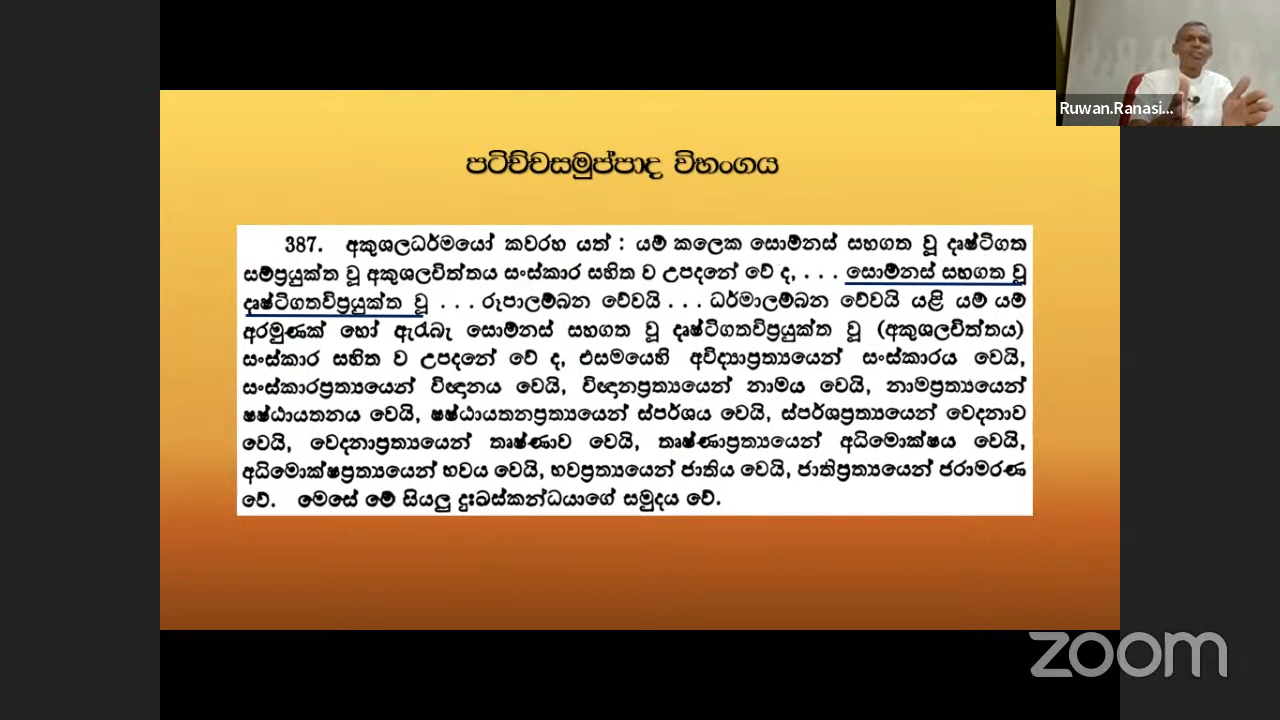 Ruwan.Ranasi...
පටිච්චසමුප්පාද විභංගය
387. අකුශලධර්මයෝ කවරහ යත් : යම් කලෙක සොම්නස් සහගත වූ දෘෂ්ටිගත
සම්ප්‍රයුක්ත වූ අකුශලචිත්තය සංස්කාර සහිත ව උපදනේ වේ ද, . . . සොම්නස් සහගත වූ
දෘෂ්ටිගතවිප්‍රයුක්ත වූ . . . රූපාලම්බන වේවයි . . . ධර්මාලම්බන වේවයි යළි යම් යම්
අරමුණක් හෝ ඇරැබැ සොම්නස් සහගත වූ දෘෂ්ටිගතවිප්‍රයුක්ත වූ (අකුශලචිත්තය)
සංස්කාර සහිත ව උපදනේ වේ ද, එසමයෙහි අවිද්‍යාප්‍රත්‍යයෙන් සංස්කාරය වෙයි,
සංස්කාරප්‍රත්‍යයෙන් විඥානය වෙයි, විඥානප්‍රත්‍යයෙන් නාමය වෙයි, නාමප්‍රත්‍යයෙන්
ෂෂ්ඨායතනය වෙයි, ෂෂ්ඨායතනප්‍රත්‍යයෙන් ස්පර්ශය වෙයි, ස්පර්ශප්‍රත්‍යයෙන් වේදනාව
වෙයි, වේදනාප්‍රත්‍යයෙන් තෘෂ්ණාව වෙයි, තෘෂ්ණාප්‍රත්‍යයෙන් අධිමොක්ෂය වෙයි,
අධිමොක්ෂප්‍රත්‍යයෙන් භවය වෙයි, භවප්‍රත්‍යයෙන් ජාතිය වෙයි, ජාතිප්‍රත්‍යයෙන් ජරාමරණ
වේ. මෙසේ මේ සියලු දුඃඛස්කන්ධයාගේ සමුදය වේ.
zoom